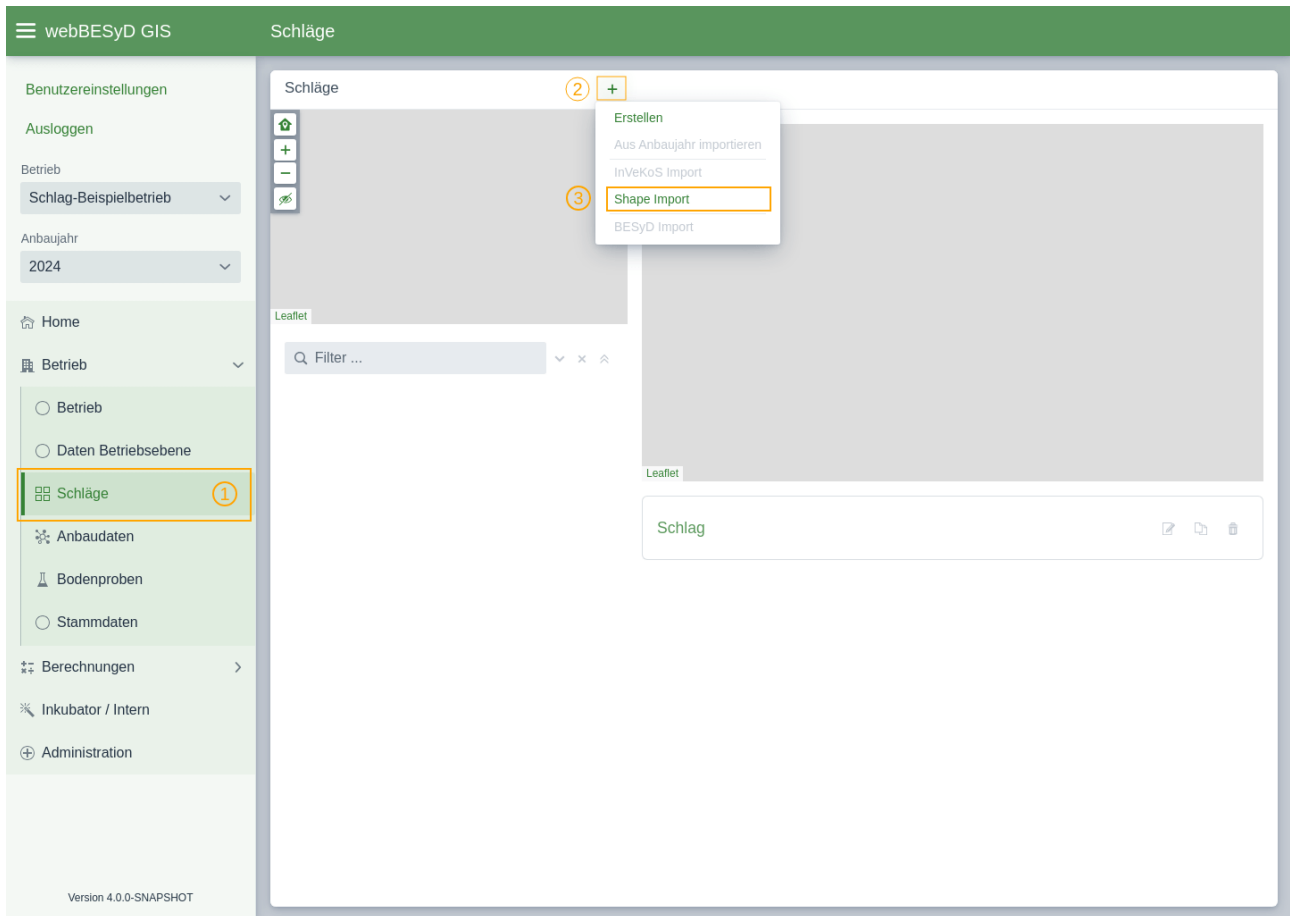 webBESyD GIS
Schläge
Benutzereinstellungen
Ausloggen
Betrieb
Schlag-Beispielbetrieb
Anbaujahr
2024
Home
Betrieb
Betrieb
Daten Betriebsebene
Schläge 1
Anbaudaten
Bodenproben
Stammdaten
Berechnungen
Inkubator / Intern
Administration
Version 4.0.0-SNAPSHOT
Schläge 2 +
Erstellen
Aus Anbaujahr importieren
InVeKoS Import
3 Shape Import
BESyD Import
+
−
Leaflet
Filter ...
Leaflet
Schlag